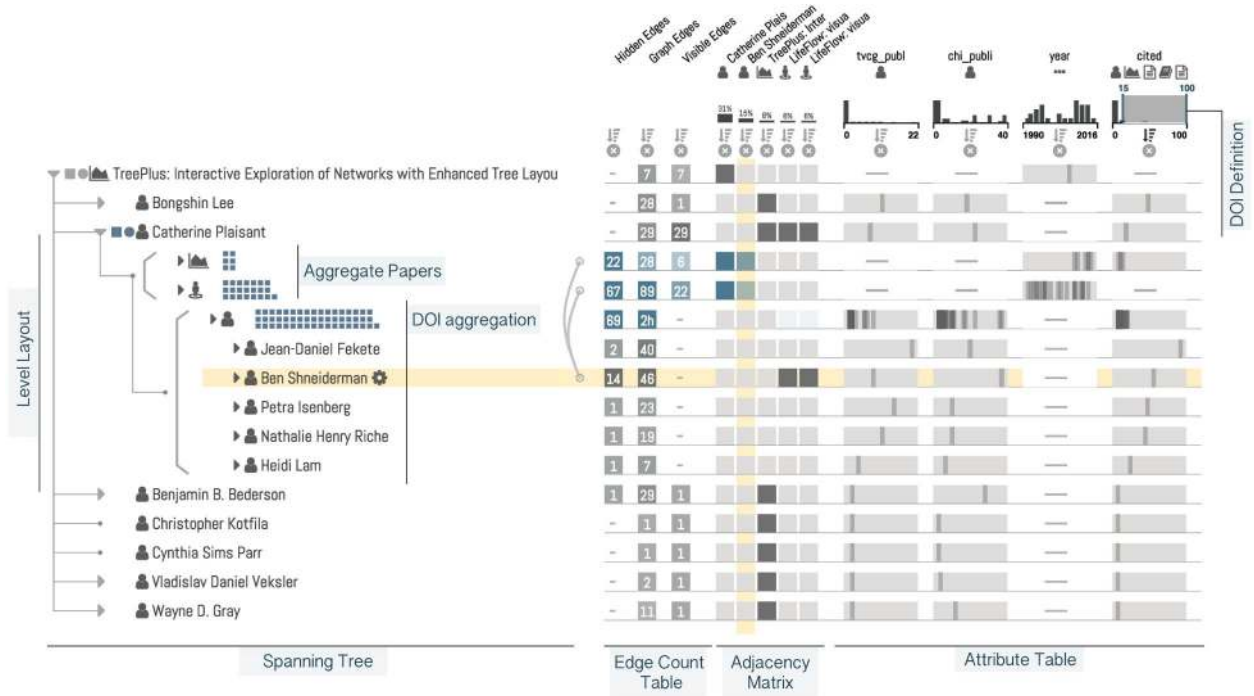 Hidden Edges
Graph Edges
Visible Edges
Catherine Plais
Ben Shneiderman
TreePlus: Inter
LifeFlow: visua
LifeFlow: visua
tvcg_publ
chi_publi
year
cited
15 100
31% 15% 8% 8% 8%
0 22
0 40
1990 2016
0 100
DOI Definition
TreePlus: Interactive Exploration of Networks with Enhanced Tree Layou
- 7 7
Bongshin Lee
- 28 1
Catherine Plaisant
- 29 29
Aggregate Papers
22 28 6
67 89 22
DOI aggregation
69 2h -
Jean-Daniel Fekete
2 40 -
Ben Shneiderman
14 46 -
Petra Isenberg
1 23 -
Nathalie Henry Riche
1 19 -
Heidi Lam
1 7 -
Benjamin B. Bederson
1 29 1
Christopher Kotfila
- 1 1
Cynthia Sims Parr
- 1 1
Vladislav Daniel Veksler
- 2 1
Wayne D. Gray
- 11 1
Level Layout
Spanning Tree
Edge Count
Table
Adjacency
Matrix
Attribute Table